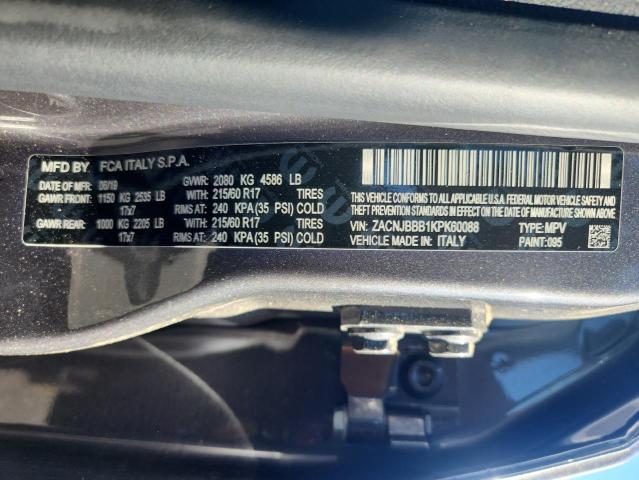 MFD BY FCA ITALY S.P.A.
DATE OF MFR: 06/19 GVWR: 2080 KG 4586 LB
GAWR FRONT: 1150 KG 2535 LB WITH: 215/60 R17 TIRES
17x7 RIMS AT: 240 KPA(35 PSI) COLD
GAWR REAR: 1000 KG 2205 LB WITH: 215/60 R17 TIRES
17x7 RIMS AT: 240 KPA(35 PSI) COLD
THIS VEHICLE CONFORMS TO ALL APPLICABLE U.S.A. FEDERAL MOTOR
VEHICLE SAFETY, BUMPER, AND THEFT PREVENTION STANDARDS IN
EFFECT ON THE DATE OF MANUFACTURE SHOWN ABOVE.
VIN: ZACNJBBB1KPK60088 TYPE: MPV
VEHICLE MADE IN: ITALY PAINT: 095